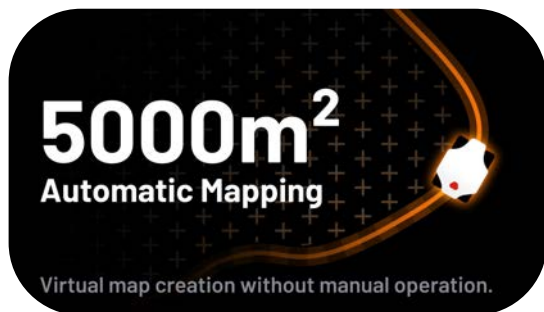 5000m²
Automatic Mapping
Virtual map creation without manual operation.